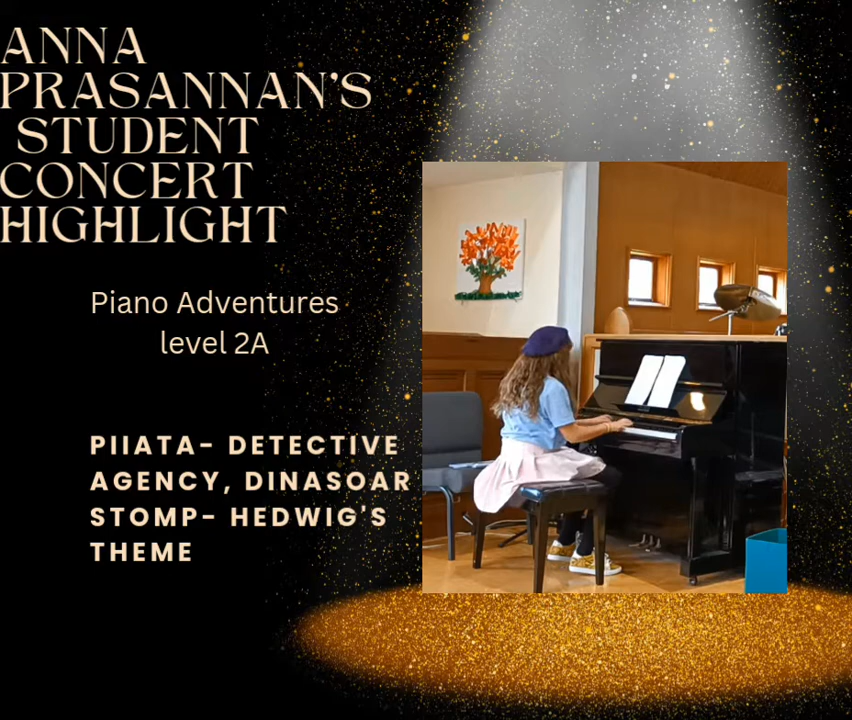 ANNA
PRASANNAN'S
STUDENT
CONCERT
HIGHLIGHT
Piano Adventures
level 2A
PIIATA- DETECTIVE
AGENCY, DINASOAR
STOMP- HEDWIG'S
THEME